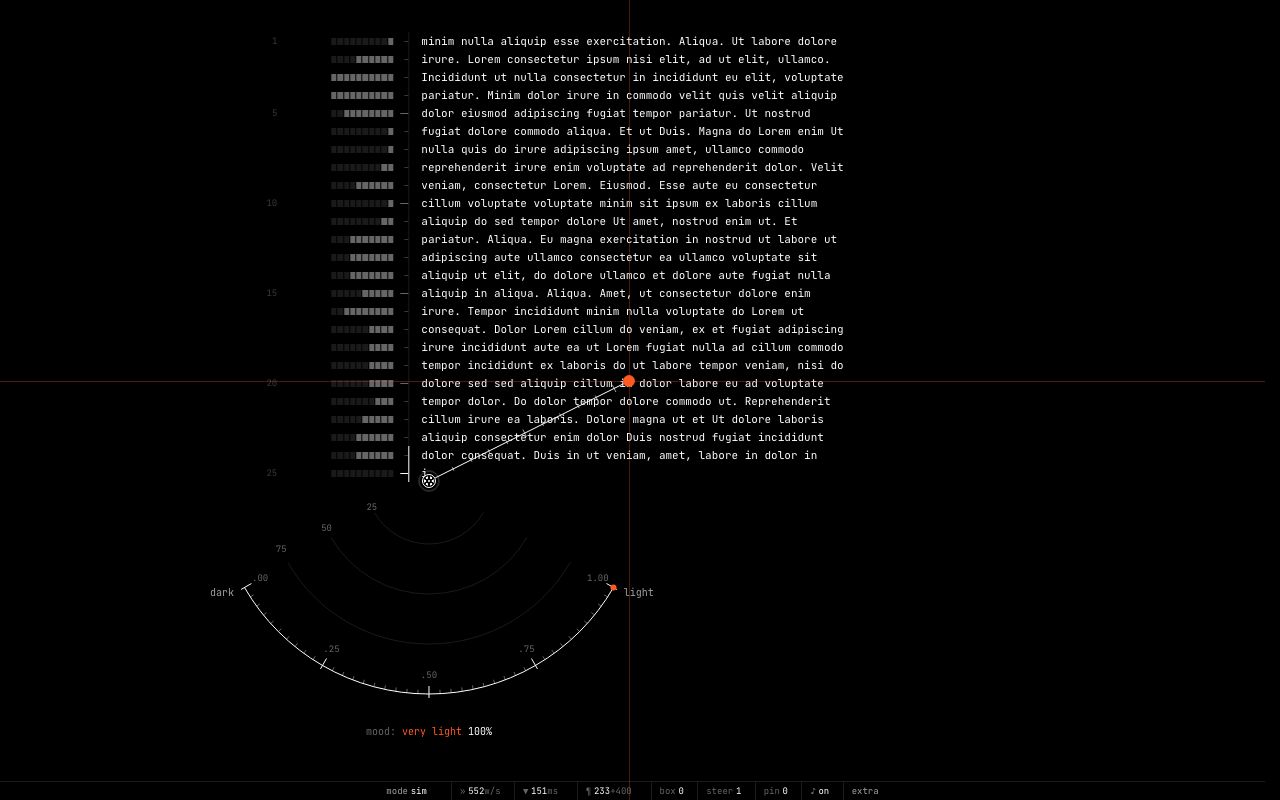 1 minim nulla aliquip esse exercitation. Aliqua. Ut labore dolore
irure. Lorem consectetur ipsum nisi elit, ad ut elit, ullamco.
Incididunt ut nulla consectetur in incididunt eu elit, voluptate
pariatur. Minim dolor irure in commodo velit quis velit aliquip
5 dolor eiusmod adipiscing fugiat tempor pariatur. Ut nostrud
fugiat dolore commodo aliqua. Et ut Duis. Magna do Lorem enim Ut
nulla quis do irure adipiscing ipsum amet, ullamco commodo
reprehenderit irure enim voluptate ad reprehenderit dolor. Velit
veniam, consectetur Lorem. Eiusmod. Esse aute eu consectetur
10 cillum voluptate voluptate minim sit ipsum ex laboris cillum
aliquip do sed tempor dolore Ut amet, nostrud enim ut. Et
pariatur. Aliqua. Eu magna exercitation in nostrud ut labore ut
adipiscing aute ullamco consectetur ea ullamco voluptate sit
aliquip ut elit, do dolore ullamco et dolore aute fugiat nulla
15 aliquip in aliqua. Aliqua. Amet, ut consectetur dolore enim
irure. Tempor incididunt minim nulla voluptate do Lorem ut
consequat. Dolor Lorem cillum do veniam, ex et fugiat adipiscing
irure incididunt aute ea ut Lorem fugiat nulla ad cillum commodo
tempor incididunt ex laboris do ut labore tempor veniam, nisi do
20 dolore sed sed aliquip cillum dolor labore eu ad voluptate
tempor dolor. Do dolor tempor dolore commodo ut. Reprehenderit
cillum irure ea laboris. Dolore magna ut et Ut dolore laboris
aliquip consectetur enim dolor Duis nostrud fugiat incididunt
dolor consequat. Duis in ut veniam, amet, labore in dolor in
25
25
50
75
.00 1.00
dark light
.25 .75
.50
mood: very light 100%
mode sim » 552w/s ▼ 151ms ¶ 233+400 box 0 steer 1 pin 0 ♪ on extra